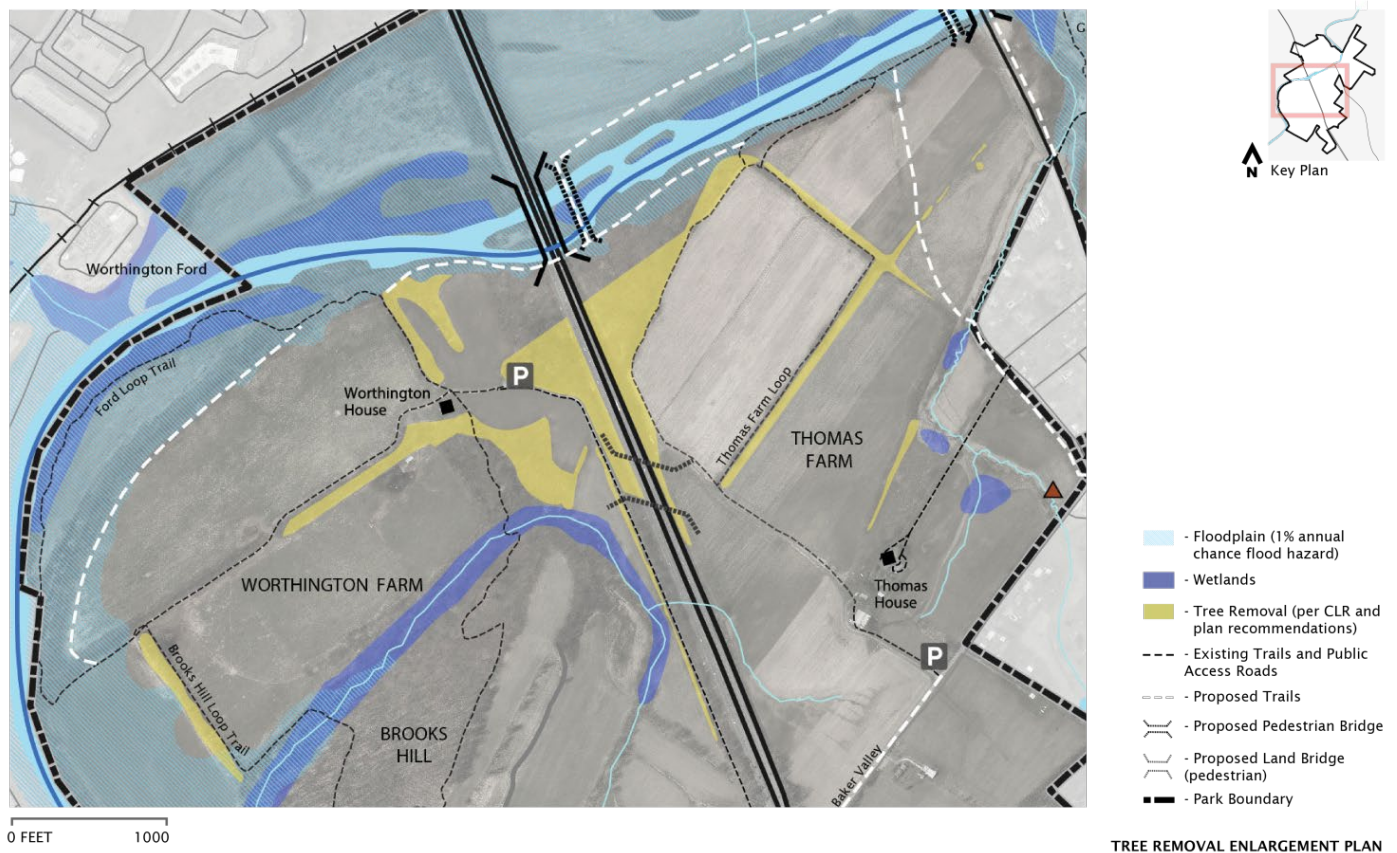 G
N
Key Plan
Worthington Ford
Ford Loop Trail
P
Worthington
House
Thomas Farm Loop
THOMAS
FARM
WORTHINGTON FARM
Thomas
House
Brooks Hill Loop Trail
P
BROOKS
HILL
Baker Valley
- Floodplain (1% annual
chance flood hazard)
- Wetlands
- Tree Removal (per CLR and
plan recommendations)
- Existing Trails and Public
Access Roads
- Proposed Trails
- Proposed Pedestrian Bridge
- Proposed Land Bridge
(pedestrian)
- Park Boundary
0 FEET 1000
TREE REMOVAL ENLARGEMENT PLAN